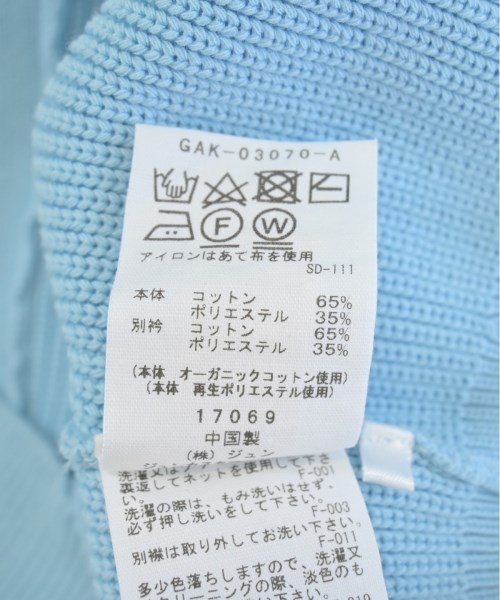 GAK-03070-A
F W
アイロンはあて布を使用
SD-111
本体 コットン 65%
ポリエステル 35%
別衿 コットン 65%
ポリエステル 35%
(本体 オーガニックコットン使用)
(本体 再生ポリエステル使用)
17069
中国製
(株) ジュン
裏返してネットを使用して下さ
い。 F-001
洗濯の際は、もみ洗いはせず、
必ず押し洗いをして下さい。
F-003
別襟は取り外してお洗い下さい。
F-011
多少色落ちしますので、洗濯又
クリーニングの際、淡色のも